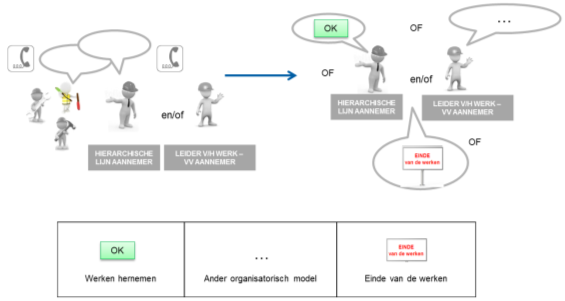 OK
OF
...
OF
en/of
en/of
HIERARCHISCHE
LIJN AANNEMER
LEIDER V/H WERK –
VV AANNEMER
HIERARCHISCHE
LIJN AANNEMER
LEIDER V/H WERK –
VV AANNEMER
EINDE
van de werken
OF
OK
Werken hernemen
...
Ander organisatorisch model
EINDE
van de werken
Einde van de werken